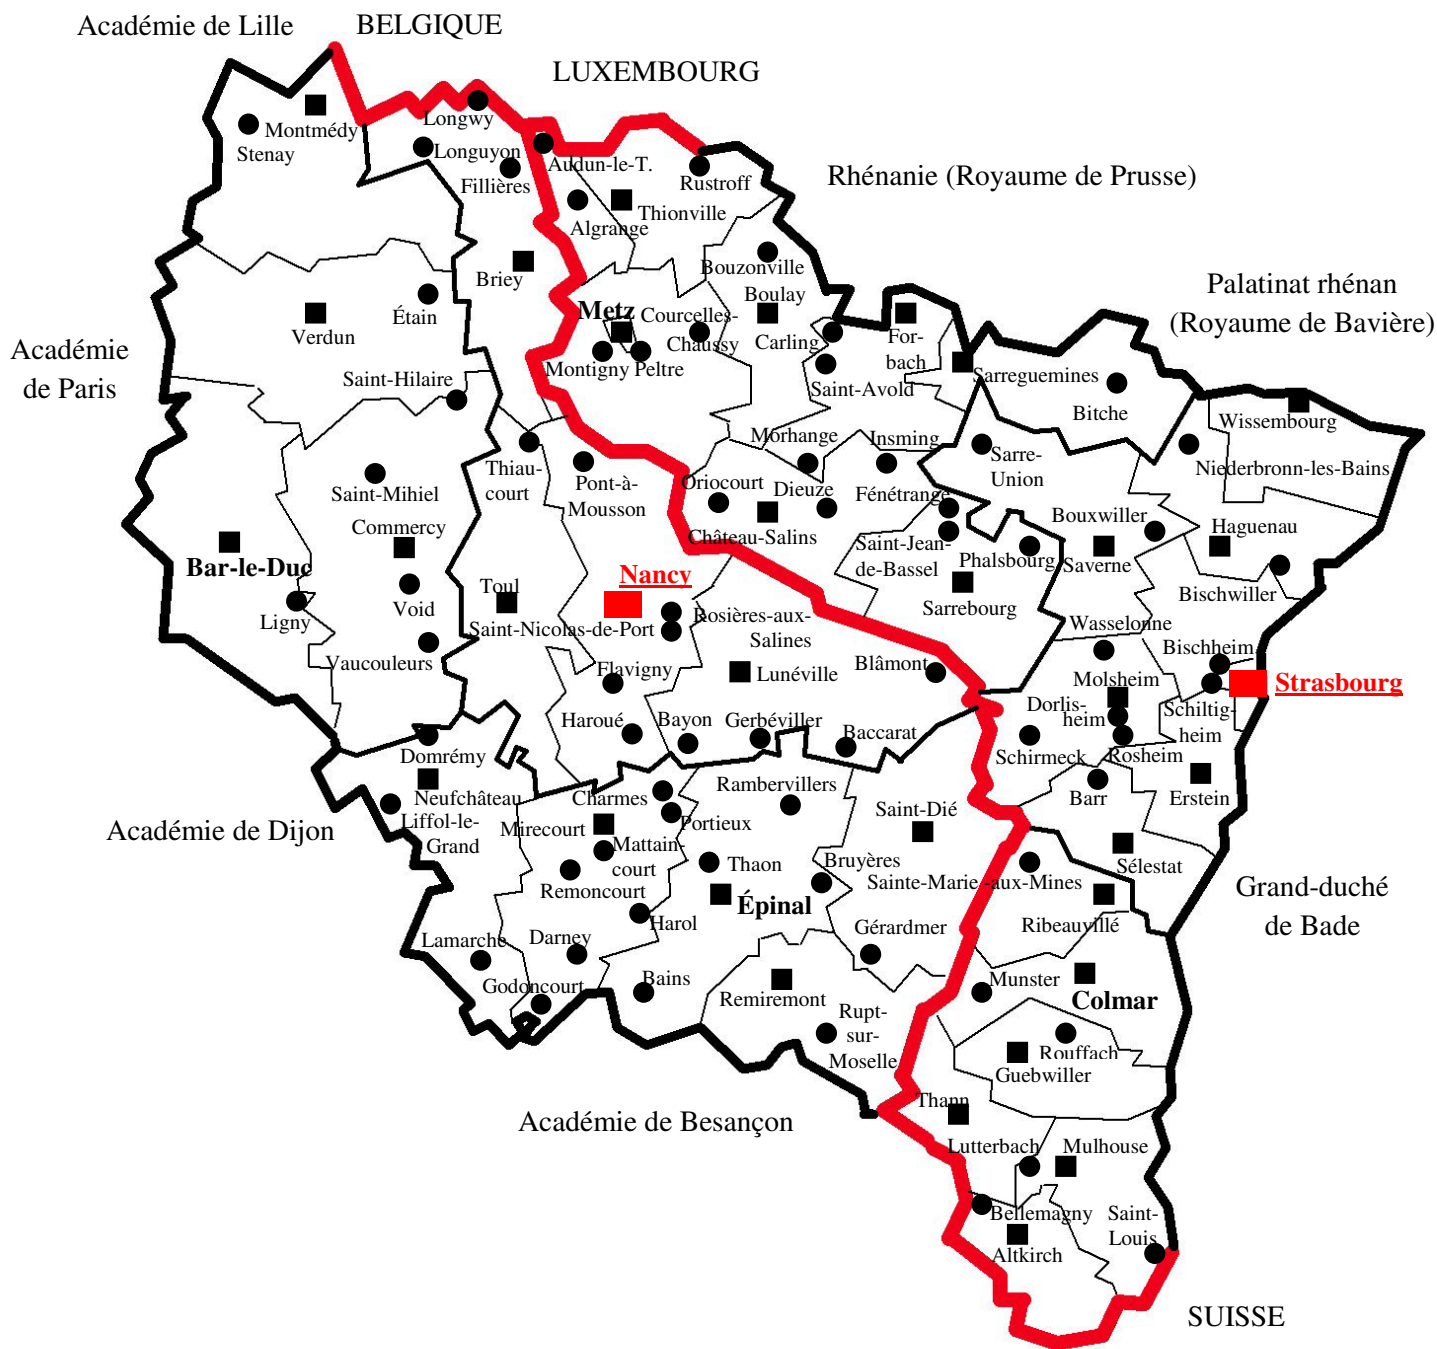 Académie de Lille
BELGIQUE
LUXEMBOURG
Longwy
Montmédy
Stenay
Longuyon
Fillières
Audun-le-T.
Rustroff
Rhénanie (Royaume de Prusse)
Thionville
Algrange
Briey
Bouzonville
Boulay
Palatinat rhénan
(Royaume de Bavière)
Étain
Verdun
Metz
Courcelles-
Chaussy
Carling
For-
bach
Académie
de Paris
Montigny
Peltre
Saint-Avold
Sarreguemines
Saint-Hilaire
Bitche
Wissembourg
Morhange
Insming
Sarre-
Union
Niederbronn-les-Bains
Thiau-
court
Pont-à-
Mousson
Saint-Mihiel
Oriocourt
Dieuze
Fénétrange
Commercy
Château-Salins
Saint-Jean-
de-Bassel
Phalsbourg
Bouxwiller
Saverne
Haguenau
Bar-le-Duc
Nancy
Toul
Void
Ligny
Sarrebourg
Bischwiller
Saint-Nicolas-de-Port
Rosières-aux-
Salines
Wasselonne
Vaucouleurs
Flavigny
Lunéville
Blâmont
Bischheim
Molsheim
Strasbourg
Dorlis-
heim
Schiltig-
heim
Haroué
Bayon
Gerbéviller
Baccarat
Schirmeck
Rosheim
Domrémy
Neufchâteau
Charmes
Rambervillers
Barr
Erstein
Académie de Dijon
Liffol-le-
Grand
Mirecourt
Portieux
Saint-Dié
Mattain-
court
Remoncourt
Thaon
Bruyères
Sélestat
Sainte-Marie -aux-Mines
Grand-duché
de Bade
Épinal
Harol
Ribeauvillé
Lamarche
Darney
Gérardmer
Godoncourt
Bains
Remiremont
Munster
Colmar
Rupt-
sur-
Moselle
Rouffach
Guebwiller
Académie de Besançon
Thann
Lutterbach
Mulhouse
Bellemagny
Saint-
Louis
Altkirch
SUISSE